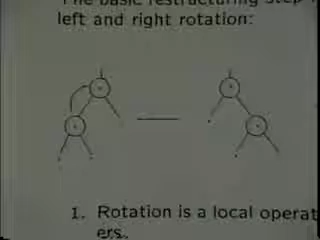 The basic restructuring step
left and right rotation:
1. Rotation is a local operat
ers.